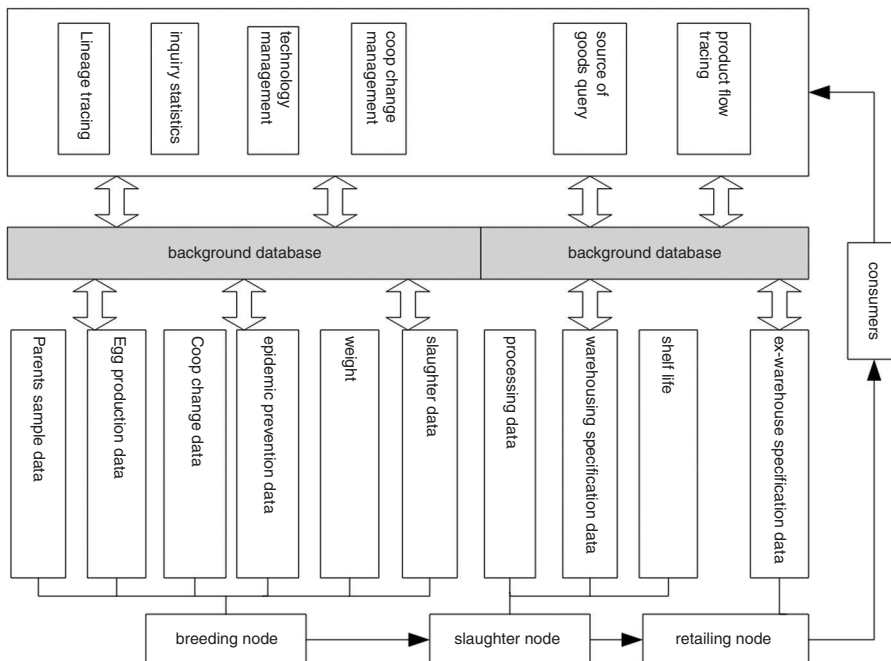 Lineage tracing
inquiry statistics
technology
management
coop change
management
source of
goods query
product flow
tracing
background database
background database
consumers
Parents sample data
Egg production data
Coop change data
epidemic prevention data
weight
slaughter data
processing data
warehousing specification data
shelf life
ex-warehouse specification data
breeding node
slaughter node
retailing node